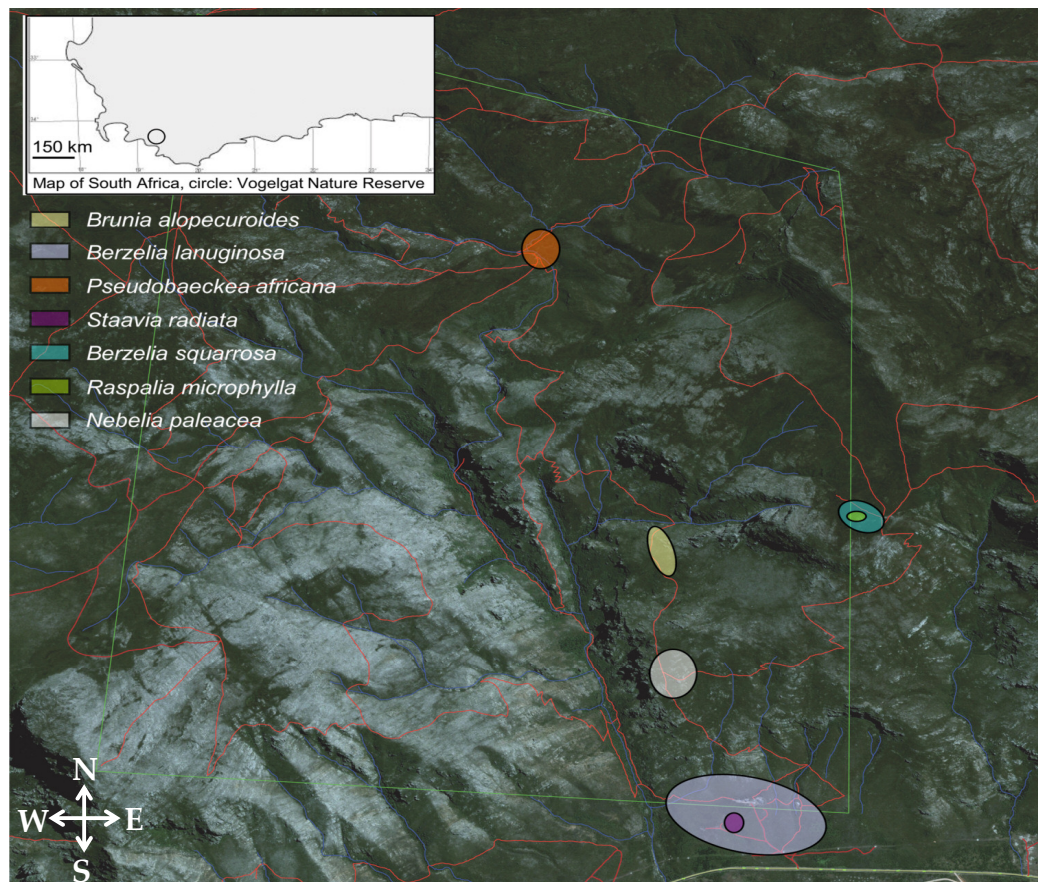 150 km
Map of South Africa, circle: Vogelgat Nature Reserve
Brunia alopecuroides
Berzelia lanuginosa
Pseudobaeckea africana
Staavia radiata
Berzelia squarrosa
Raspalia microphylla
Nebelia paleacea
N
W E
S